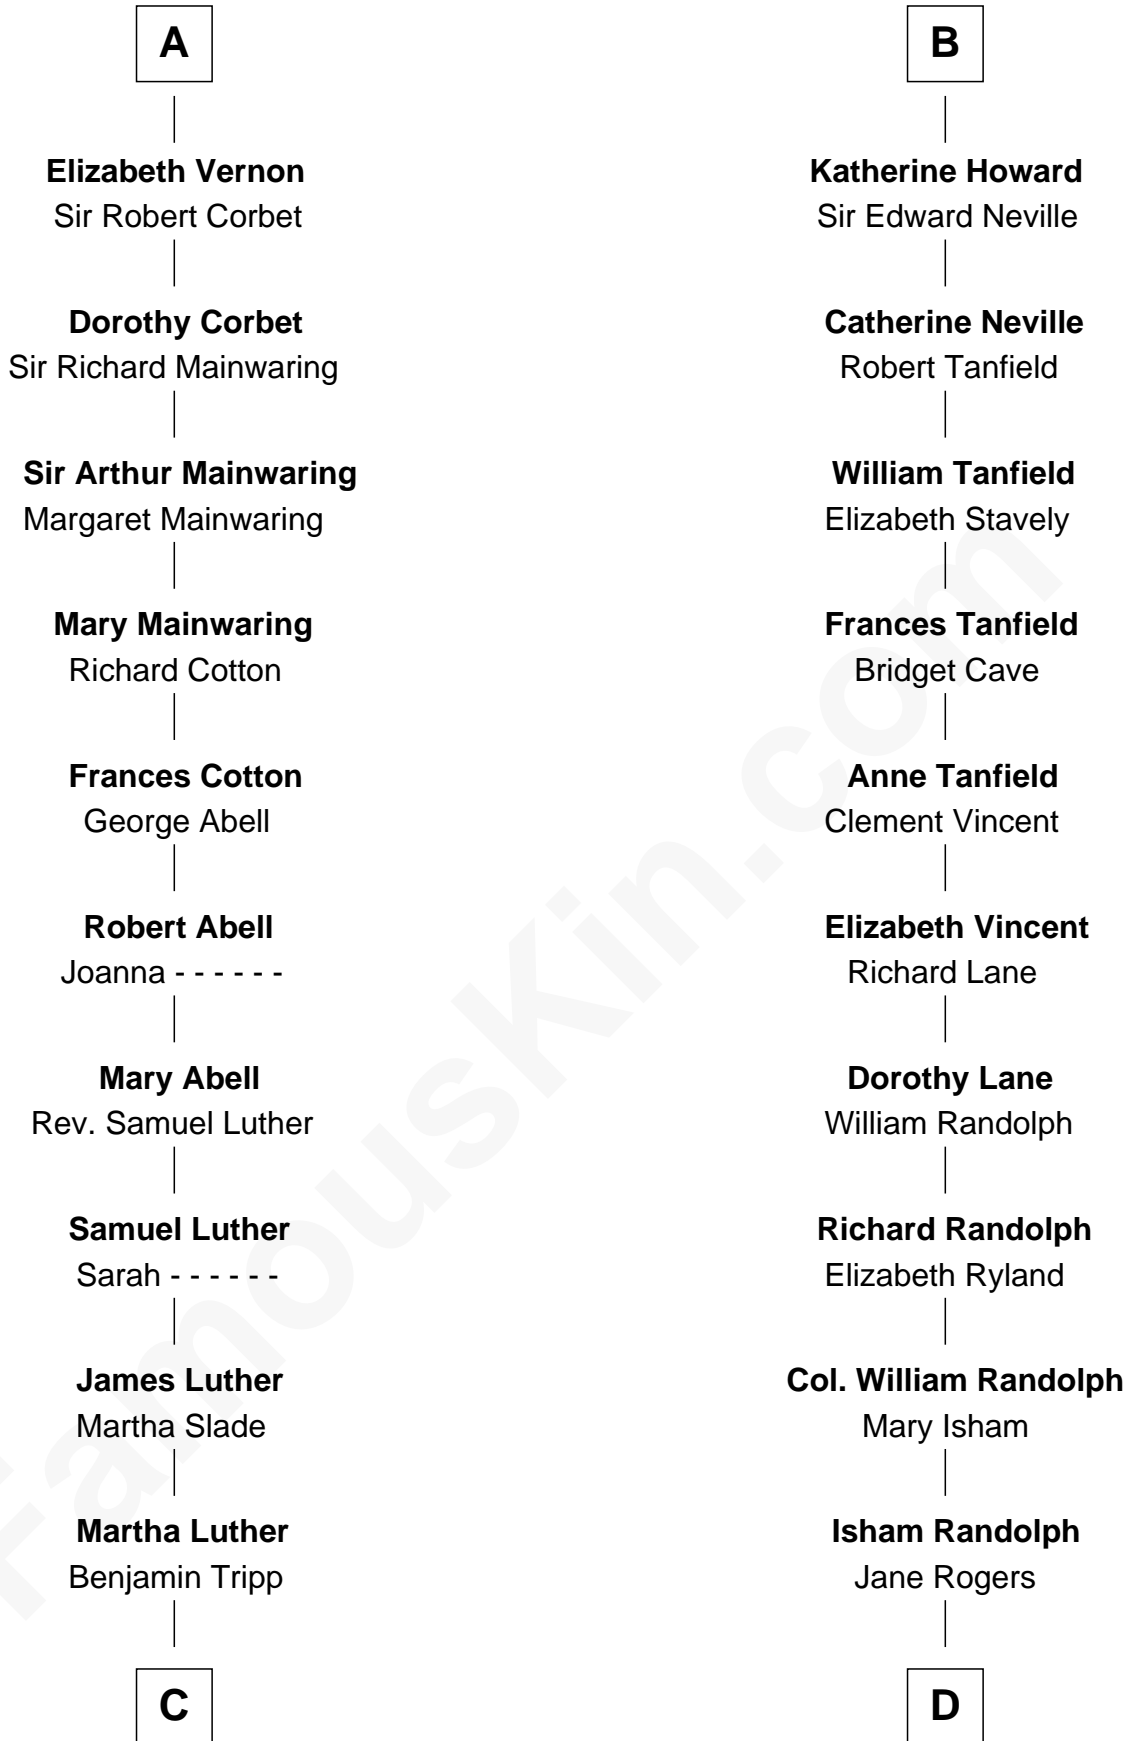 A
Elizabeth Vernon
Sir Robert Corbet
Dorothy Corbet
Sir Richard Mainwaring
Sir Arthur Mainwaring
Margaret Mainwaring
Mary Mainwaring
Richard Cotton
Frances Cotton
George Abell
Robert Abell
Joanna - - - - - -
Mary Abell
Rev. Samuel Luther
Samuel Luther
Sarah - - - - - -
James Luther
Martha Slade
Martha Luther
Benjamin Tripp
C
B
Katherine Howard
Sir Edward Neville
Catherine Neville
Robert Tanfield
William Tanfield
Elizabeth Stavely
Frances Tanfield
Bridget Cave
Anne Tanfield
Clement Vincent
Elizabeth Vincent
Richard Lane
Dorothy Lane
William Randolph
Richard Randolph
Elizabeth Ryland
Col. William Randolph
Mary Isham
Isham Randolph
Jane Rogers
D
FamousKin.com